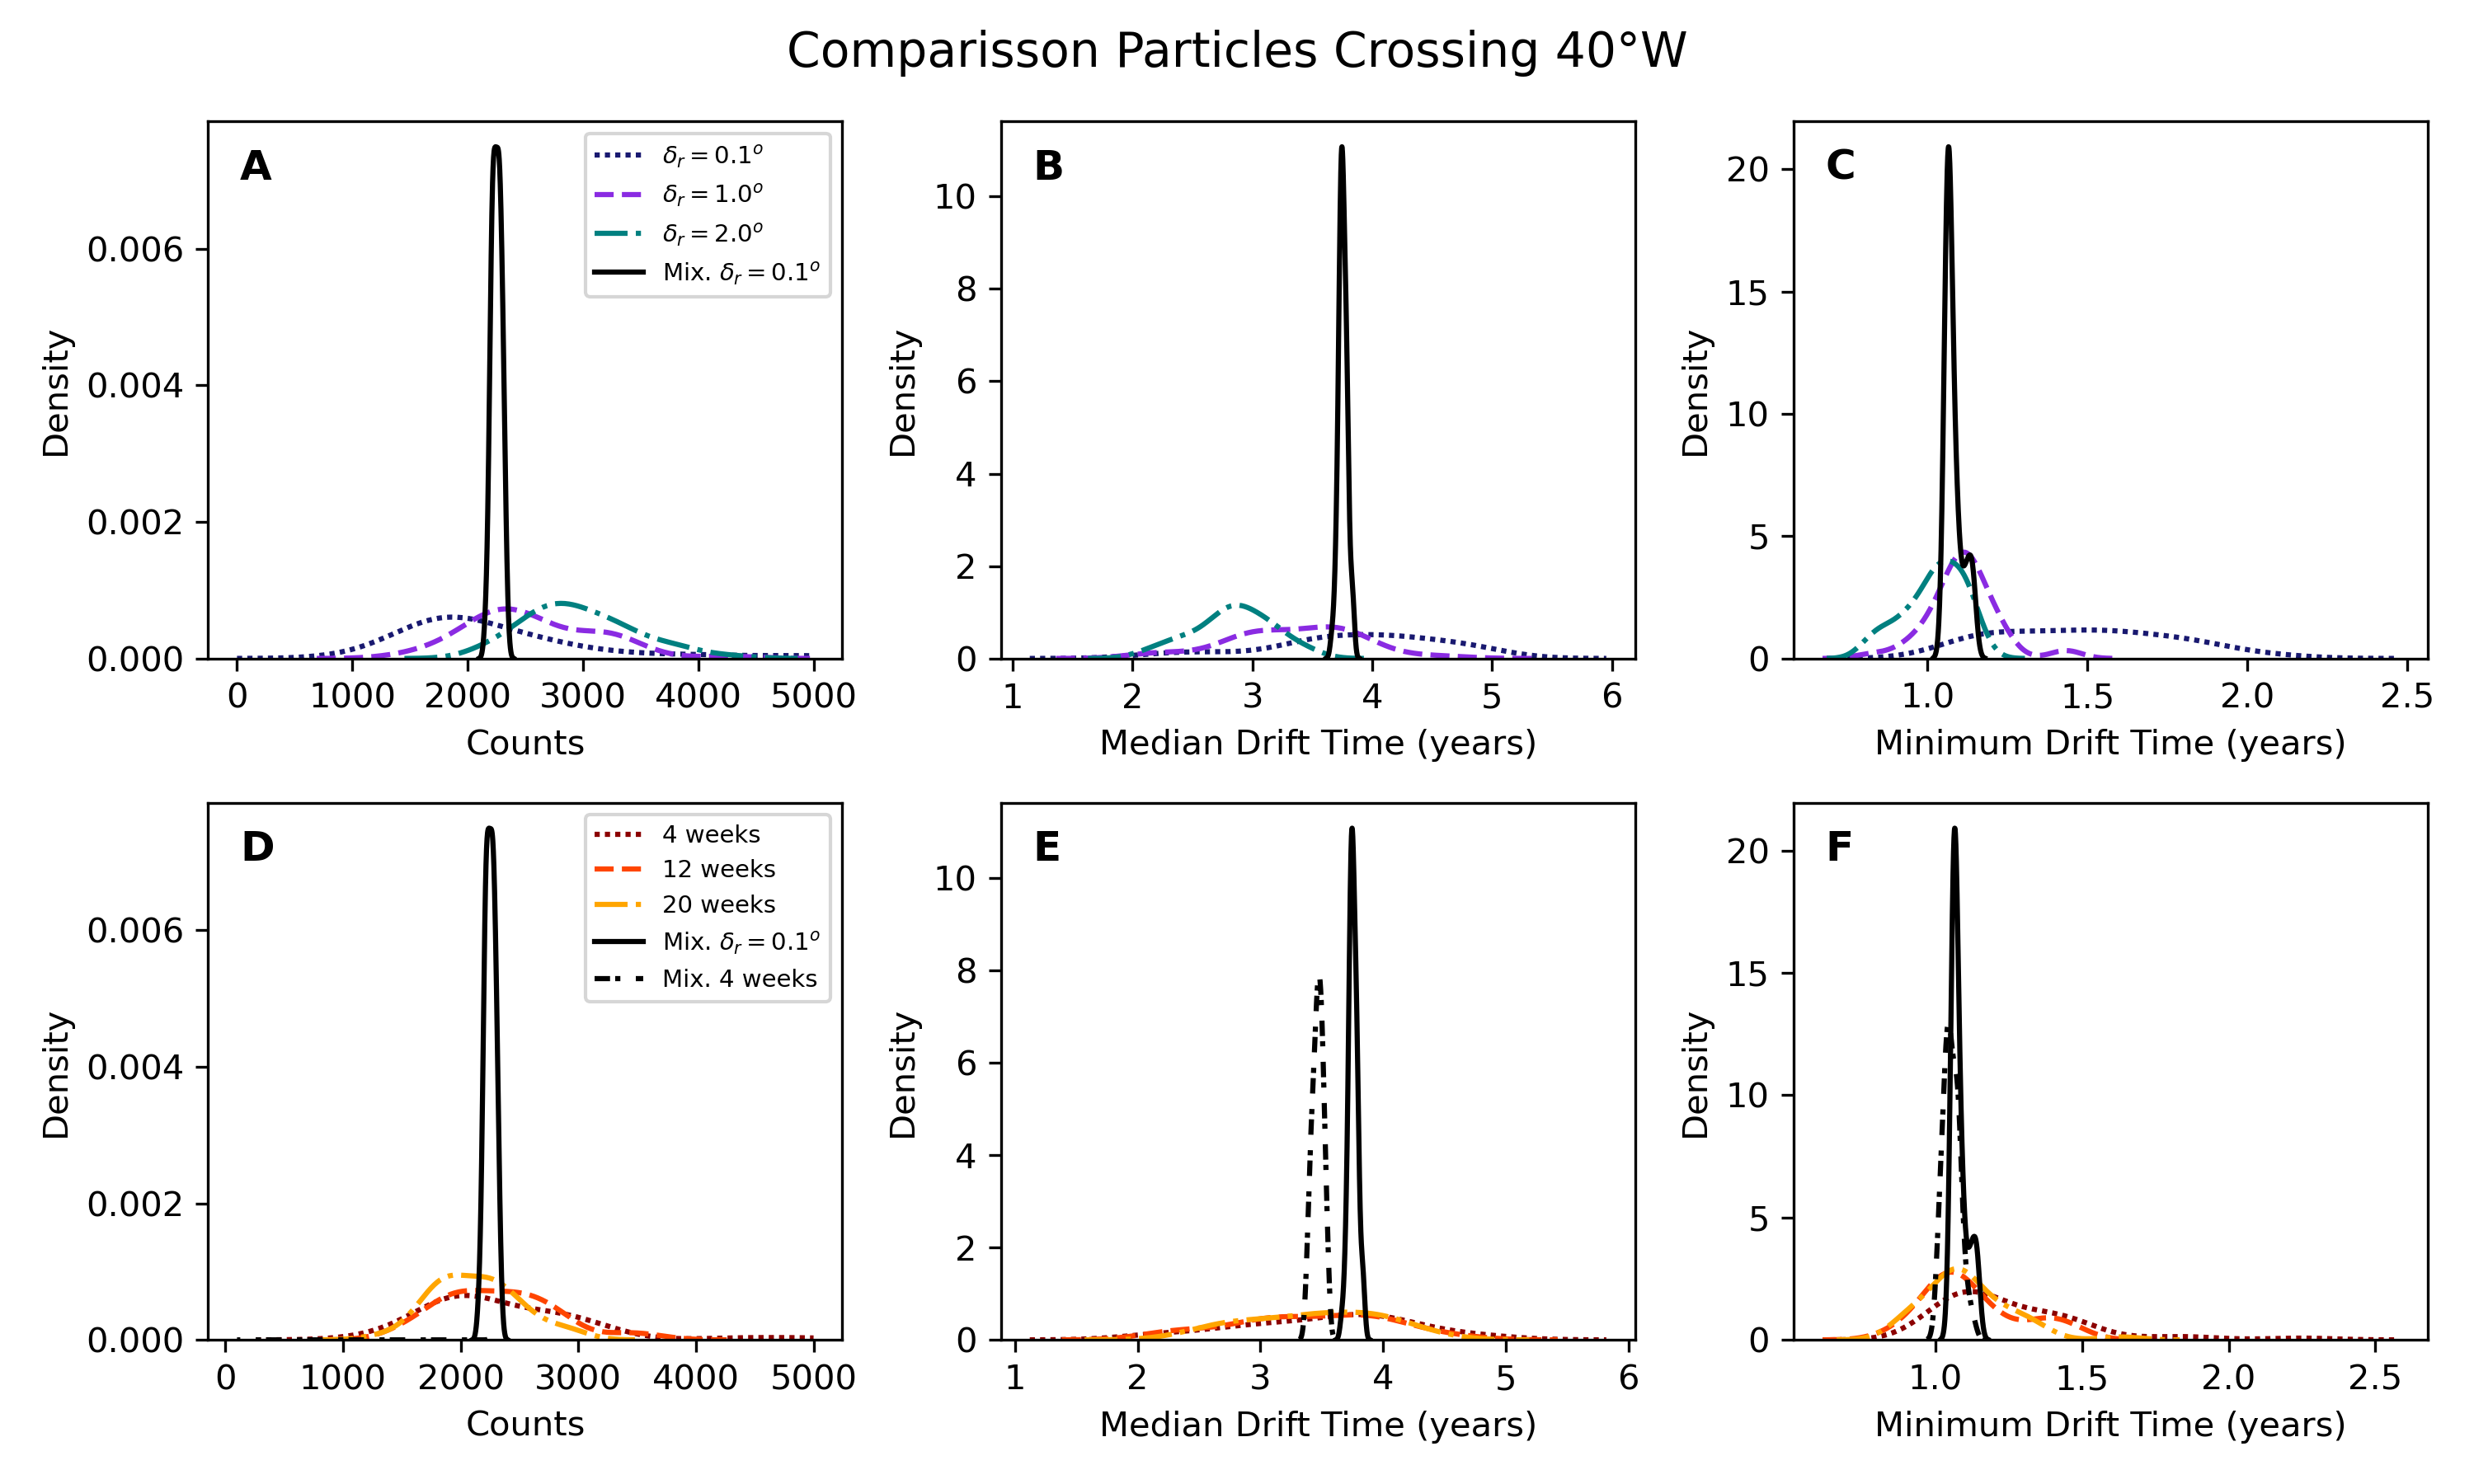 Comparisson Particles Crossing 40°W
A
δr = 0.1o
δr = 1.0o
δr = 2.0o
Mix. δr = 0.1o
0.006
0.004
0.002
0.000
Density
0 1000 2000 3000 4000 5000
Counts
B
10
8
6
4
2
0
Density
1 2 3 4 5 6
Median Drift Time (years)
C
20
15
10
5
0
Density
1.0 1.5 2.0 2.5
Minimum Drift Time (years)
D
4 weeks
12 weeks
20 weeks
Mix. δr = 0.1o
Mix. 4 weeks
0.006
0.004
0.002
0.000
Density
0 1000 2000 3000 4000 5000
Counts
E
10
8
6
4
2
0
Density
1 2 3 4 5 6
Median Drift Time (years)
F
20
15
10
5
0
Density
1.0 1.5 2.0 2.5
Minimum Drift Time (years)